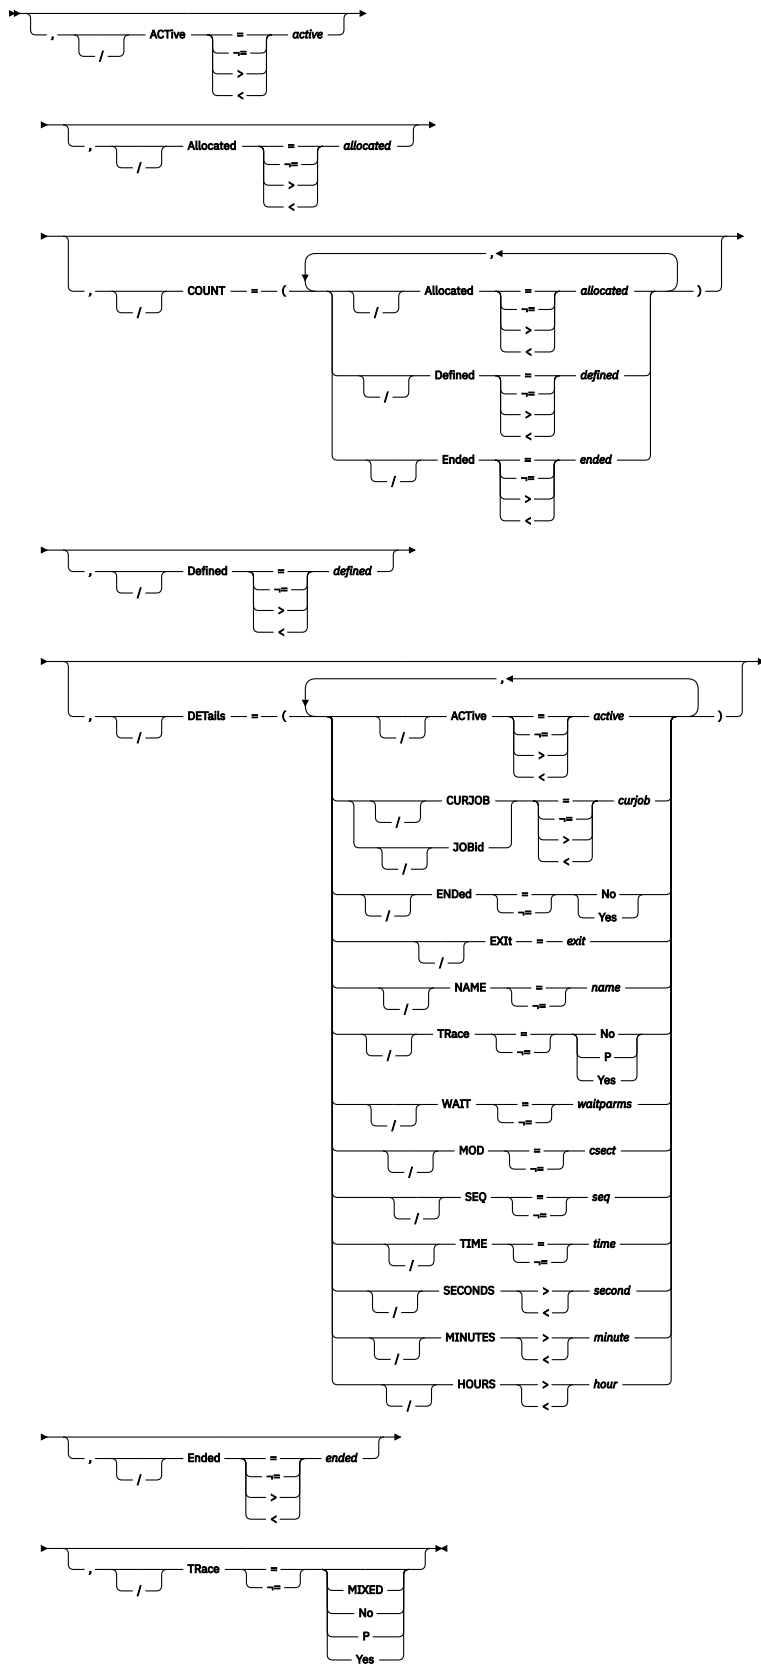 , / ACTive = active
¬=
>
<
, / Allocated = allocated
¬=
>
<
,
, / COUNT = ( / Allocated = allocated )
¬=
>
<
/ Defined = defined
¬=
>
<
/ Ended = ended
¬=
>
<
, / Defined = defined
¬=
>
<
,
, / DETails = ( / ACTive = active )
¬=
>
<
/ CURJOB = curjob
¬=
>
/ JOBid <
/ ENDed = No
¬= Yes
/ EXIt = exit
/ NAME = name
¬=
/ TRace = No
¬= P
Yes
/ WAIT = waitparms
¬=
/ MOD = csect
¬=
/ SEQ = seq
¬=
/ TIME = time
¬=
/ SECONDS > second
<
/ MINUTES > minute
<
/ HOURS > hour
<
, / Ended = ended
¬=
>
<
, / TRace =
¬= MIXED
No
P
Yes